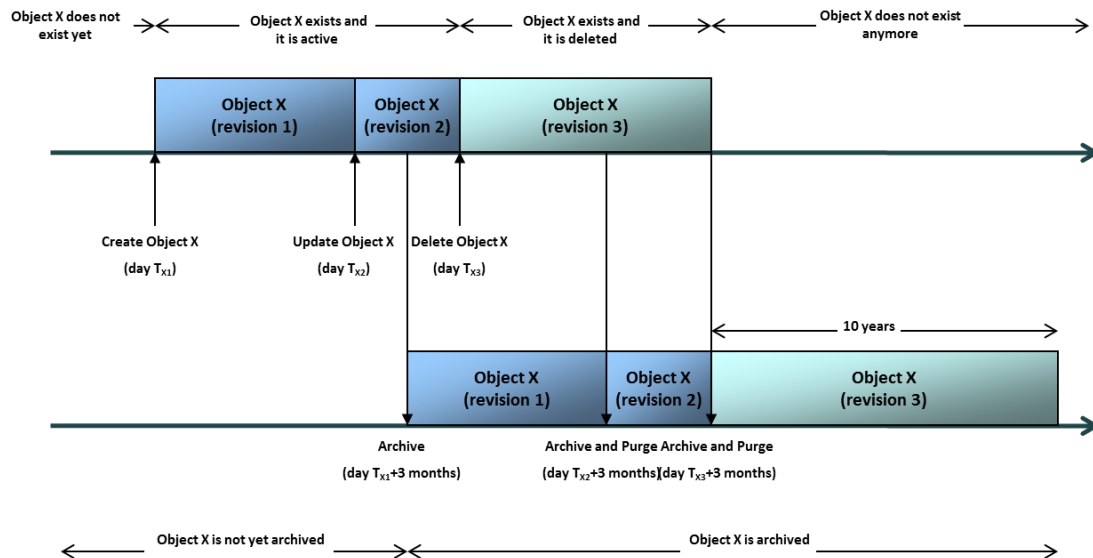 Object X does not
exist yet
Object X exists and
it is active
Object X exists and
it is deleted
Object X does not exist
anymore
Object X
(revision 1)
Object X
(revision 2)
Object X
(revision 3)
Create Object X
(day TX1)
Update Object X
(day TX2)
Delete Object X
(day TX3)
10 years
Object X
(revision 1)
Object X
(revision 2)
Object X
(revision 3)
Archive
(day TX1+3 months)
Archive and Purge
(day TX2+3 months)
Archive and Purge
(day TX3+3 months)
Object X is not yet archived
Object X is archived